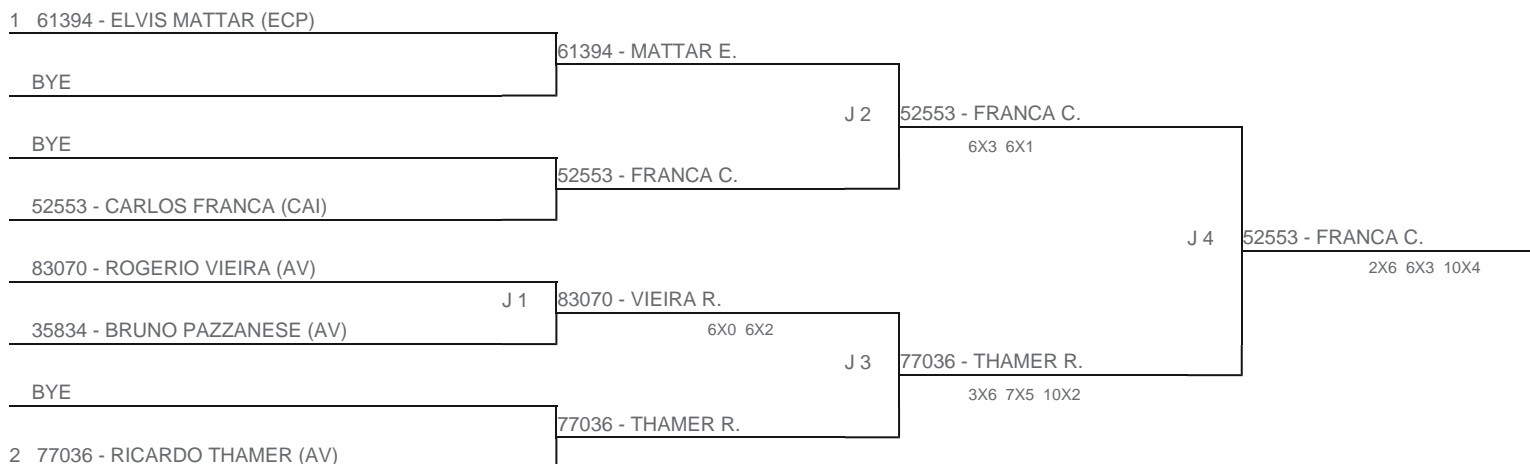 1 61394 - ELVIS MATTAR (ECP)
61394 - MATTAR E.
BYE
J 2 52553 - FRANCA C.
6X3 6X1
BYE
52553 - FRANCA C.
52553 - CARLOS FRANCA (CAI)
J 4 52553 - FRANCA C.
2X6 6X3 10X4
83070 - ROGERIO VIEIRA (AV)
J 1 83070 - VIEIRA R.
6X0 6X2
35834 - BRUNO PAZZANESE (AV)
J 3 77036 - THAMER R.
3X6 7X5 10X2
BYE
77036 - THAMER R.
2 77036 - RICARDO THAMER (AV)